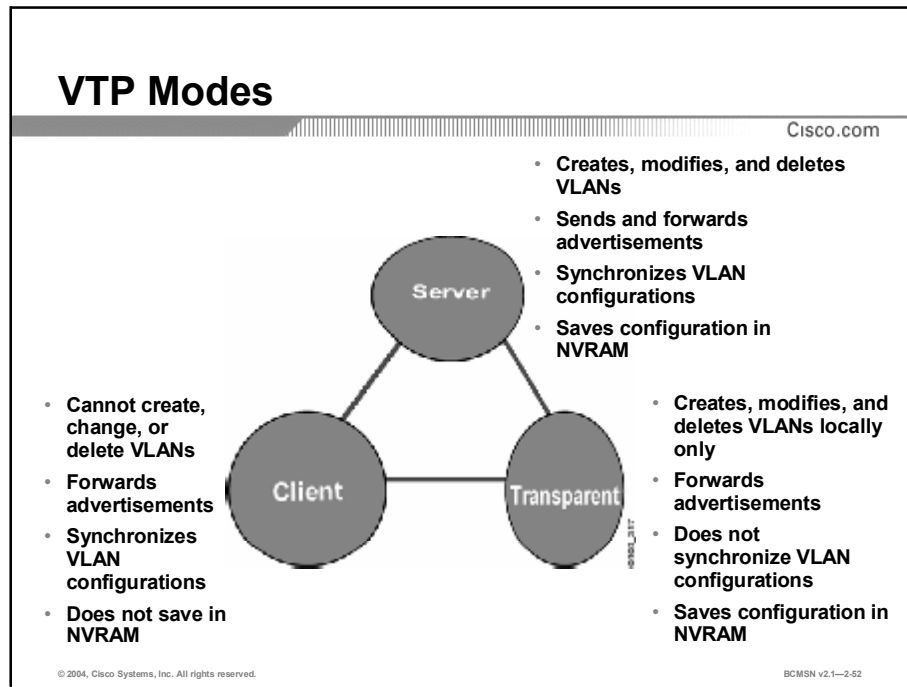 VTP Modes
Cisco.com
• Creates, modifies, and deletes
VLANs
• Sends and forwards
advertisements
• Synchronizes VLAN
configurations
• Saves configuration in
NVRAM
Server
• Cannot create,
change, or
delete VLANs
• Forwards
advertisements
• Synchronizes
VLAN
configurations
• Does not save in
NVRAM
Client
Transparent
• Creates, modifies, and
deletes VLANs locally
only
• Forwards
advertisements
• Does not
synchronize VLAN
configurations
• Saves configuration in
NVRAM
© 2004, Cisco Systems, Inc. All rights reserved.
BCMSN v2.1—2-52